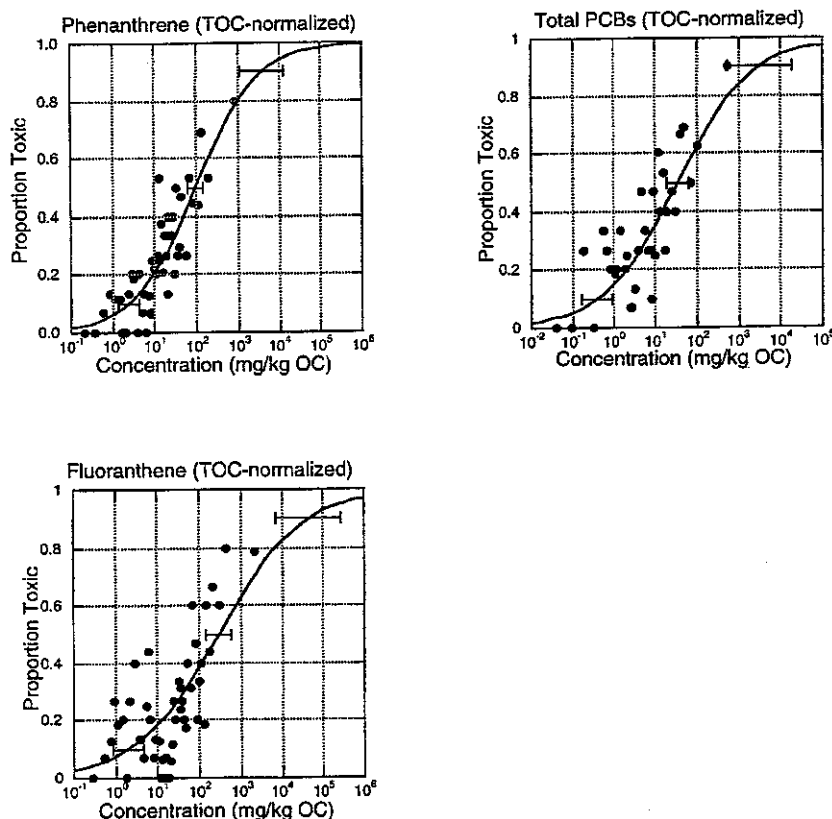 Phenanthrene (TOC-normalized)
Proportion Toxic
1.0
0.8
0.6
0.4
0.2
0.0
10-1 10⁰ 10¹ 10² 10³ 10⁴ 10⁵ 10⁶
Concentration (mg/kg OC)
Total PCBs (TOC-normalized)
Proportion Toxic
1
0.8
0.6
0.4
0.2
0
10-2 10-1 10⁰ 10¹ 10² 10³ 10⁴ 10⁵
Concentration (mg/kg OC)
Fluoranthene (TOC-normalized)
Proportion Toxic
1
0.8
0.6
0.4
0.2
0
10-1 10⁰ 10¹ 10² 10³ 10⁴ 10⁵ 10⁶
Concentration (mg/kg OC)